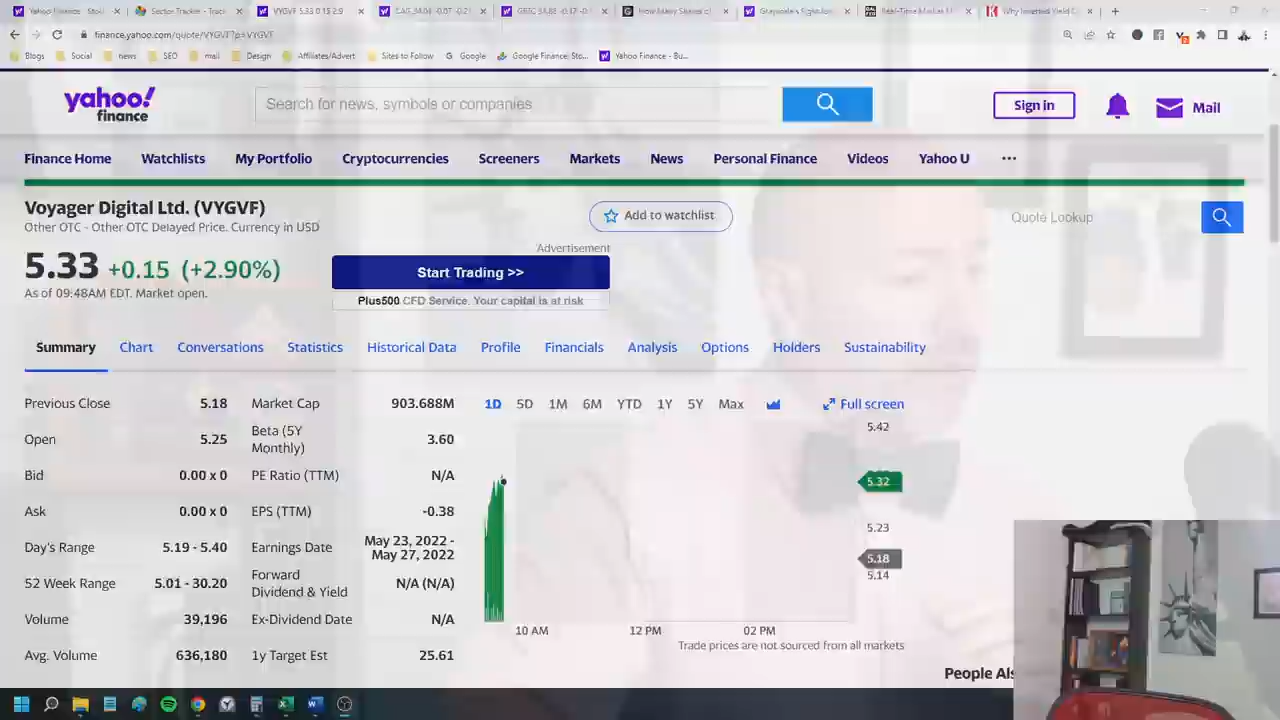 VYGVF 5.33 0.15 2.9
finance.yahoo.com/quote/VYGVF?p=VYGVF
Blogs Social news SEO mail Design Affiliates/Advert Sites to Follow Google Google Finance: Sto... Yahoo Finance - Bu...
yahoo!
finance
Search for news, symbols or companies
Sign in
Mail
Finance Home Watchlists My Portfolio Cryptocurrencies Screeners Markets News Personal Finance Videos Yahoo U ...
Voyager Digital Ltd. (VYGVF)
Other OTC - Other OTC Delayed Price. Currency in USD
Add to watchlist
Quote Lookup
5.33 +0.15 (+2.90%)
As of 09:48AM EDT. Market open.
Advertisement
Start Trading >>
Plus500 CFD Service. Your capital is at risk
Summary Chart Conversations Statistics Historical Data Profile Financials Analysis Options Holders Sustainability
Previous Close 5.18
Open 5.25
Bid 0.00 x 0
Ask 0.00 x 0
Day's Range 5.19 - 5.40
52 Week Range 5.01 - 30.20
Volume 39,196
Avg. Volume 636,180
Market Cap 903.688M
Beta (5Y
Monthly) 3.60
PE Ratio (TTM) N/A
EPS (TTM) -0.38
Earnings Date May 23, 2022 -
May 27, 2022
Forward
Dividend & Yield N/A (N/A)
Ex-Dividend Date N/A
1y Target Est 25.61
1D 5D 1M 6M YTD 1Y 5Y Max Full screen
5.42
5.32
5.23
5.18
5.14
10 AM 12 PM 02 PM
Trade prices are not sourced from all markets
People Als